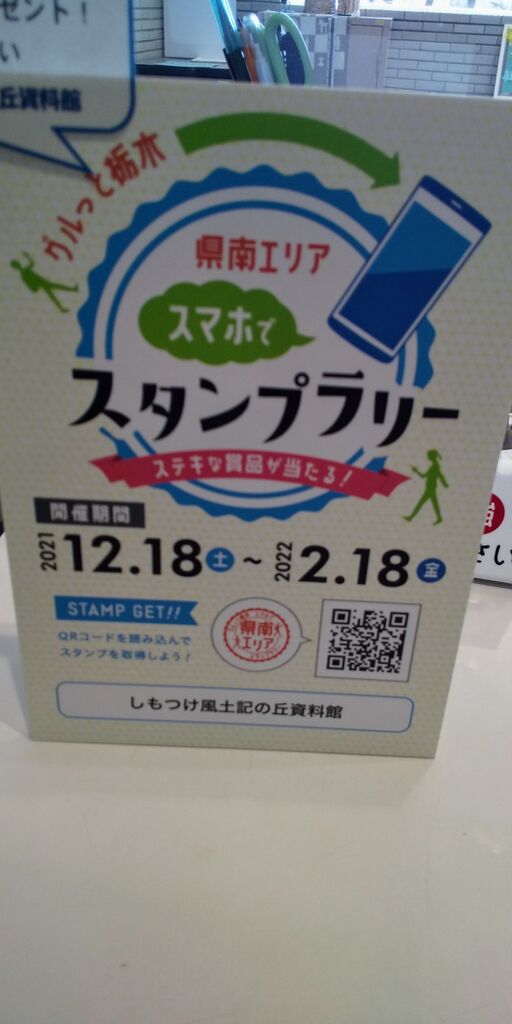 ゼント！
い
丘資料館
グルっと栃木
県南エリア
スマホで
スタンプラリー
ステキな賞品が当たる！
開催期間
2021 12.18 土 ～ 2022 2.18 金
STAMP GET!!
QRコードを読み込んで
スタンプを取得しよう！
県南
エリア
しもつけ風土記の丘資料館
さい